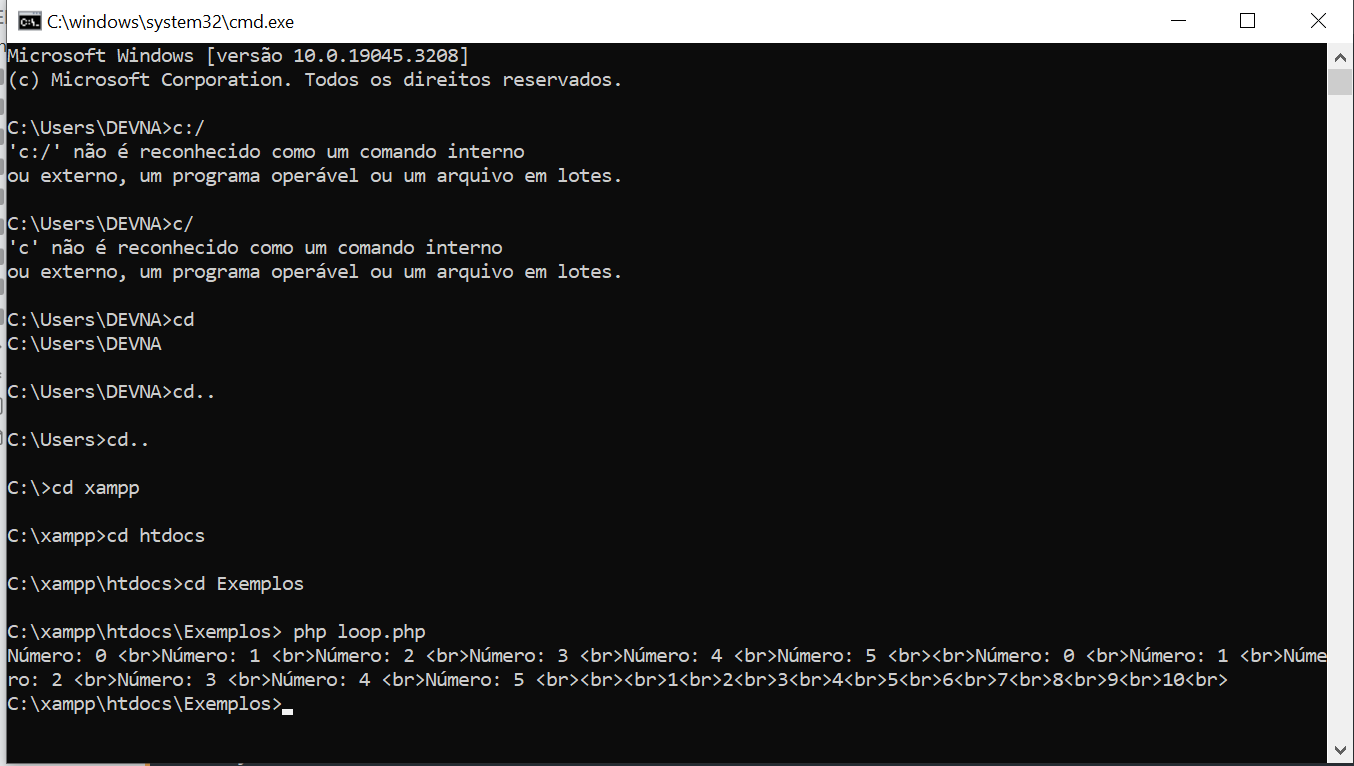 C:\windows\system32\cmd.exe
Microsoft Windows [versão 10.0.19045.3208]
(c) Microsoft Corporation. Todos os direitos reservados.
C:\Users\DEVNA>c:/
'c:/' não é reconhecido como um comando interno
ou externo, um programa operável ou um arquivo em lotes.
C:\Users\DEVNA>c/
'c' não é reconhecido como um comando interno
ou externo, um programa operável ou um arquivo em lotes.
C:\Users\DEVNA>cd
C:\Users\DEVNA
C:\Users\DEVNA>cd..
C:\Users>cd..
C:\>cd xampp
C:\xampp>cd htdocs
C:\xampp\htdocs>cd Exemplos
C:\xampp\htdocs\Exemplos> php loop.php
Número: 0 <br>Número: 1 <br>Número: 2 <br>Número: 3 <br>Número: 4 <br>Número: 5 <br><br>Número: 0 <br>Número: 1 <br>Núme
ro: 2 <br>Número: 3 <br>Número: 4 <br>Número: 5 <br><br><br>1<br>2<br>3<br>4<br>5<br>6<br>7<br>8<br>9<br>10<br>
C:\xampp\htdocs\Exemplos>